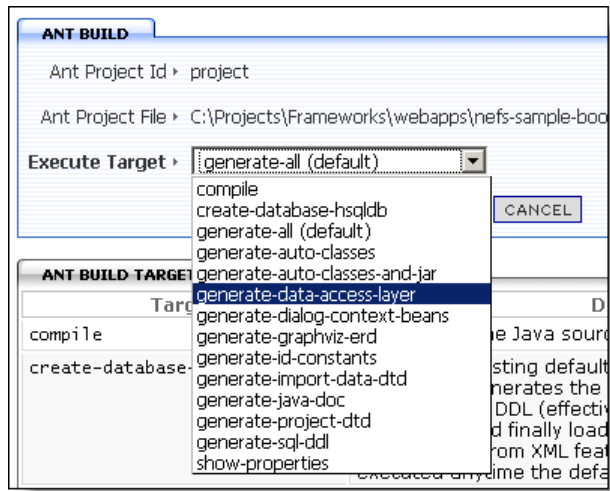 ANT BUILD
Ant Project Id project
Ant Project File C:\Projects\Frameworks\webapps\nefs-sample-boo
Execute Target generate-all (default)
compile
create-database-hsqldb
CANCEL
generate-all (default)
generate-auto-classes
ANT BUILD TARGET
generate-auto-classes-and-jar
generate-data-access-layer
Targ D
generate-dialog-context-beans
compile e Java sourc
generate-graphviz-erd
generate-id-constants
create-database- sting default
generate-import-data-dtd
nerates the
generate-java-doc
DDL (effectiv
generate-project-dtd
d finally load
generate-sql-ddl
rom XML feat
show-properties
executed anytime the defa